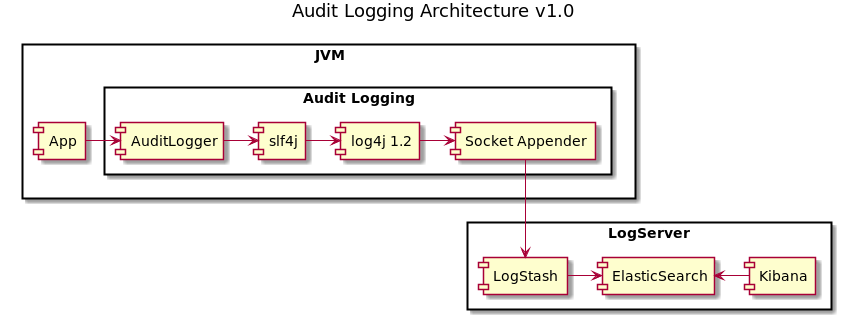 Audit Logging Architecture v1.0
JVM
Audit Logging
App
AuditLogger
slf4j
log4j 1.2
Socket Appender
LogServer
LogStash
ElasticSearch
Kibana